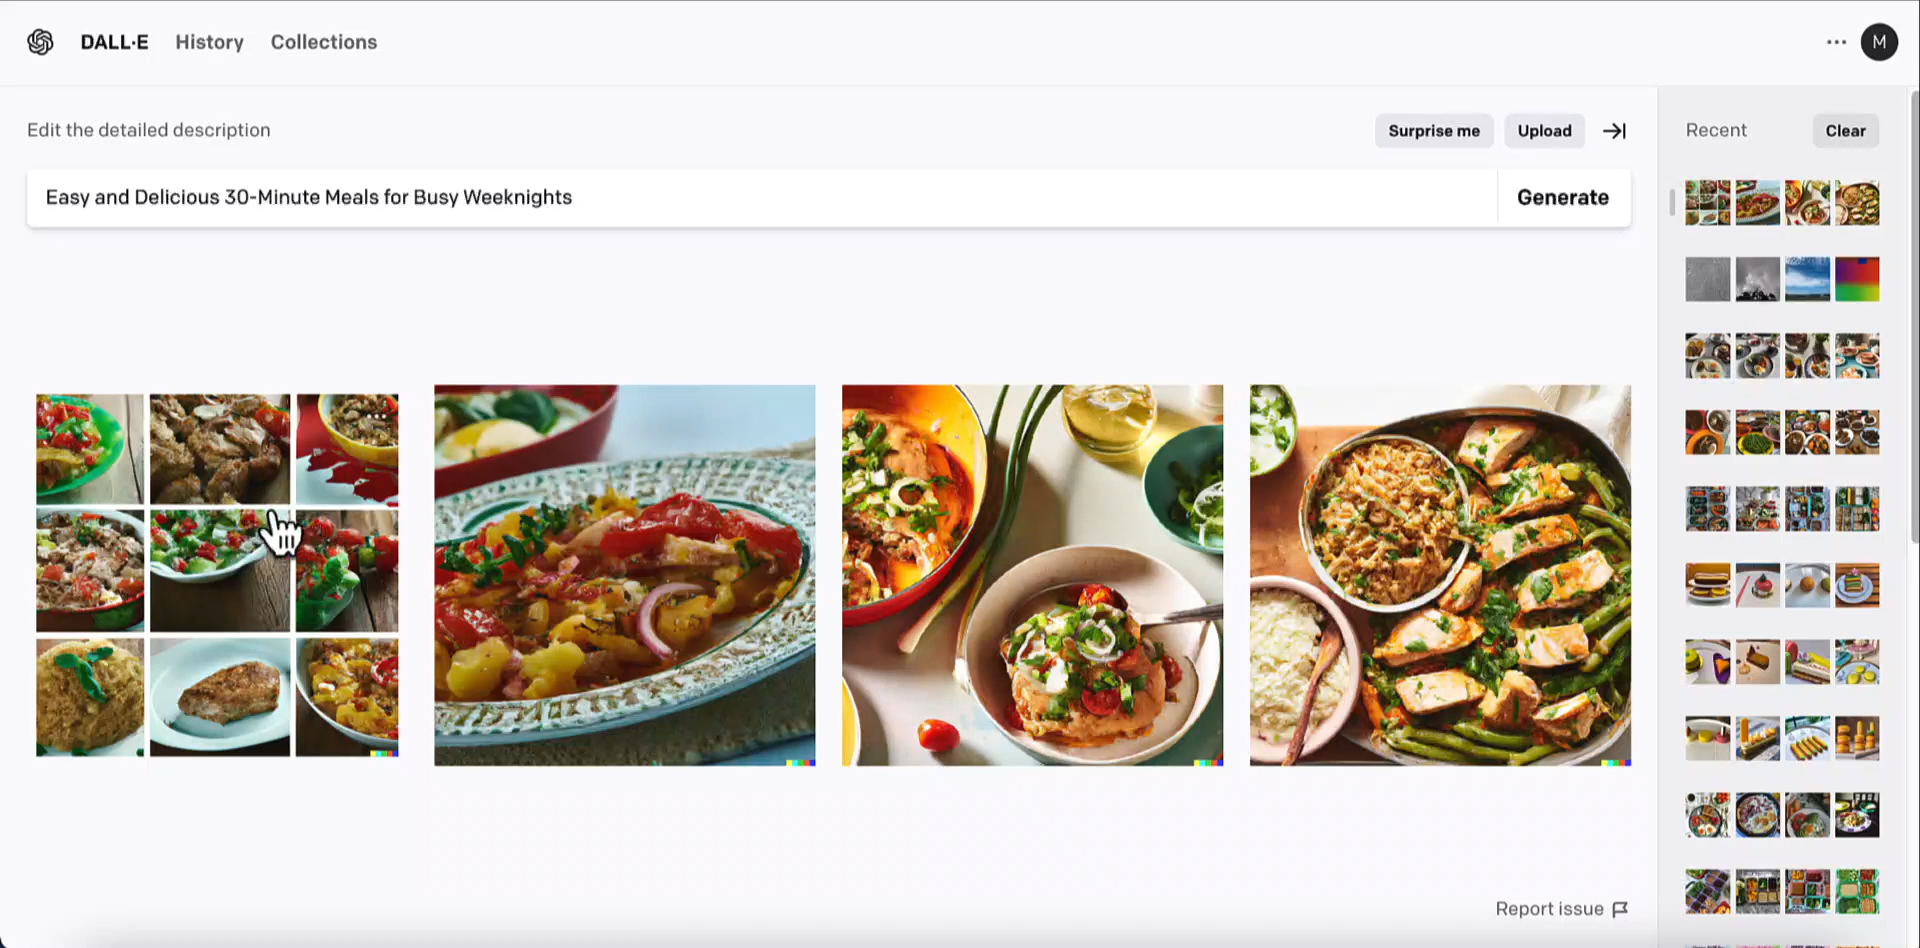 DALL·E History Collections
M
Edit the detailed description
Surprise me
Upload
Recent
Clear
Easy and Delicious 30-Minute Meals for Busy Weeknights
Generate
Report issue